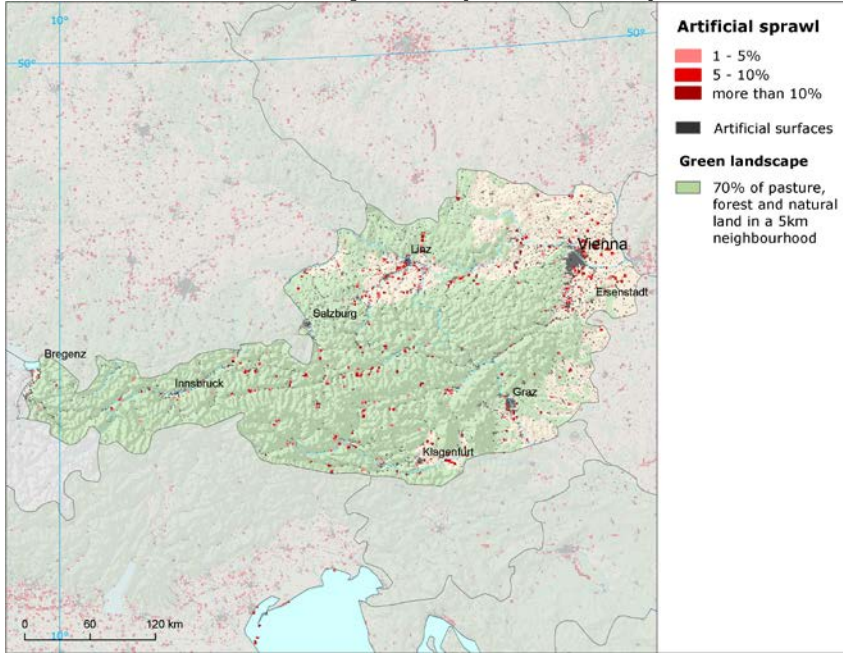 10°
50°
50°
Vienna
Linz
Eisenstadt
Salzburg
Bregenz
Innsbruck
Graz
Klagenfurt
0 60 120 km
10°
Artificial sprawl
1 - 5%
5 - 10%
more than 10%
Artificial surfaces
Green landscape
70% of pasture,
forest and natural
land in a 5km
neighbourhood